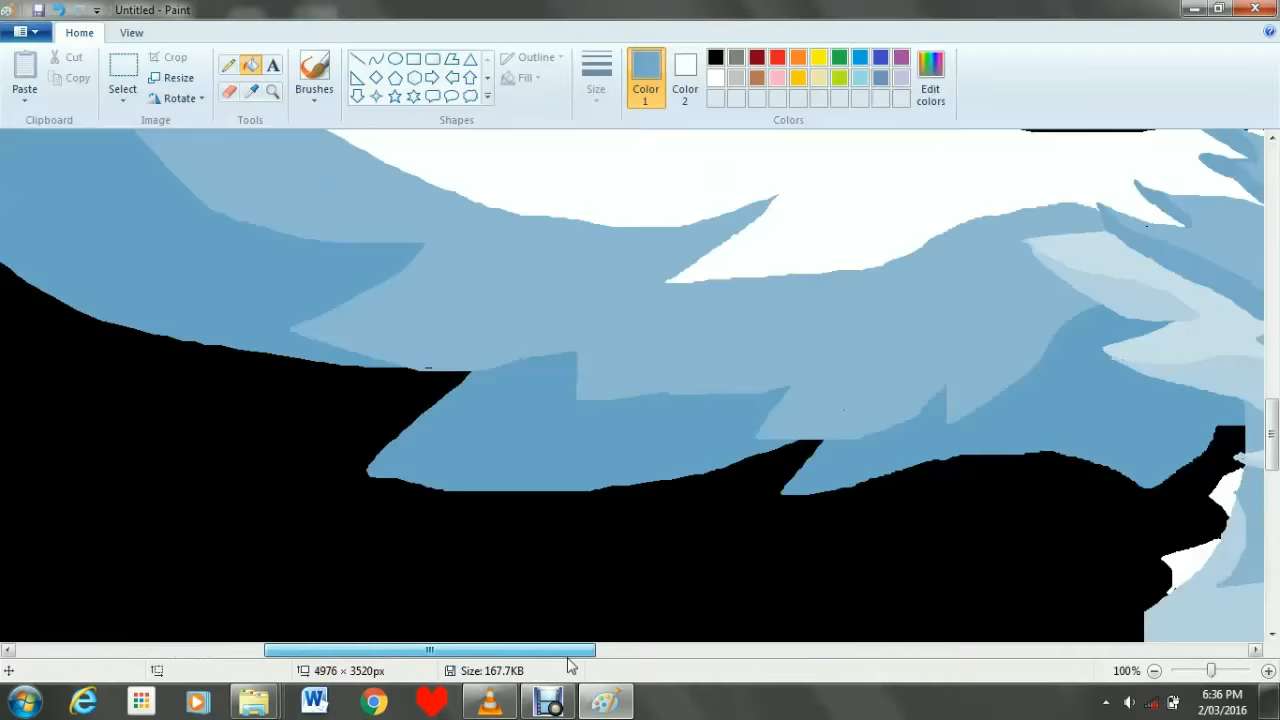 Untitled - Paint
Home View
Paste
Cut
Copy
Clipboard
Select
Crop
Resize
Rotate
Image
A
Tools
Brushes
Outline
Fill
Shapes
Size
Color 1
Color 2
Edit colors
Colors
4976 × 3520px
Size: 167.7KB
100%
W
6:36 PM
2/03/2016